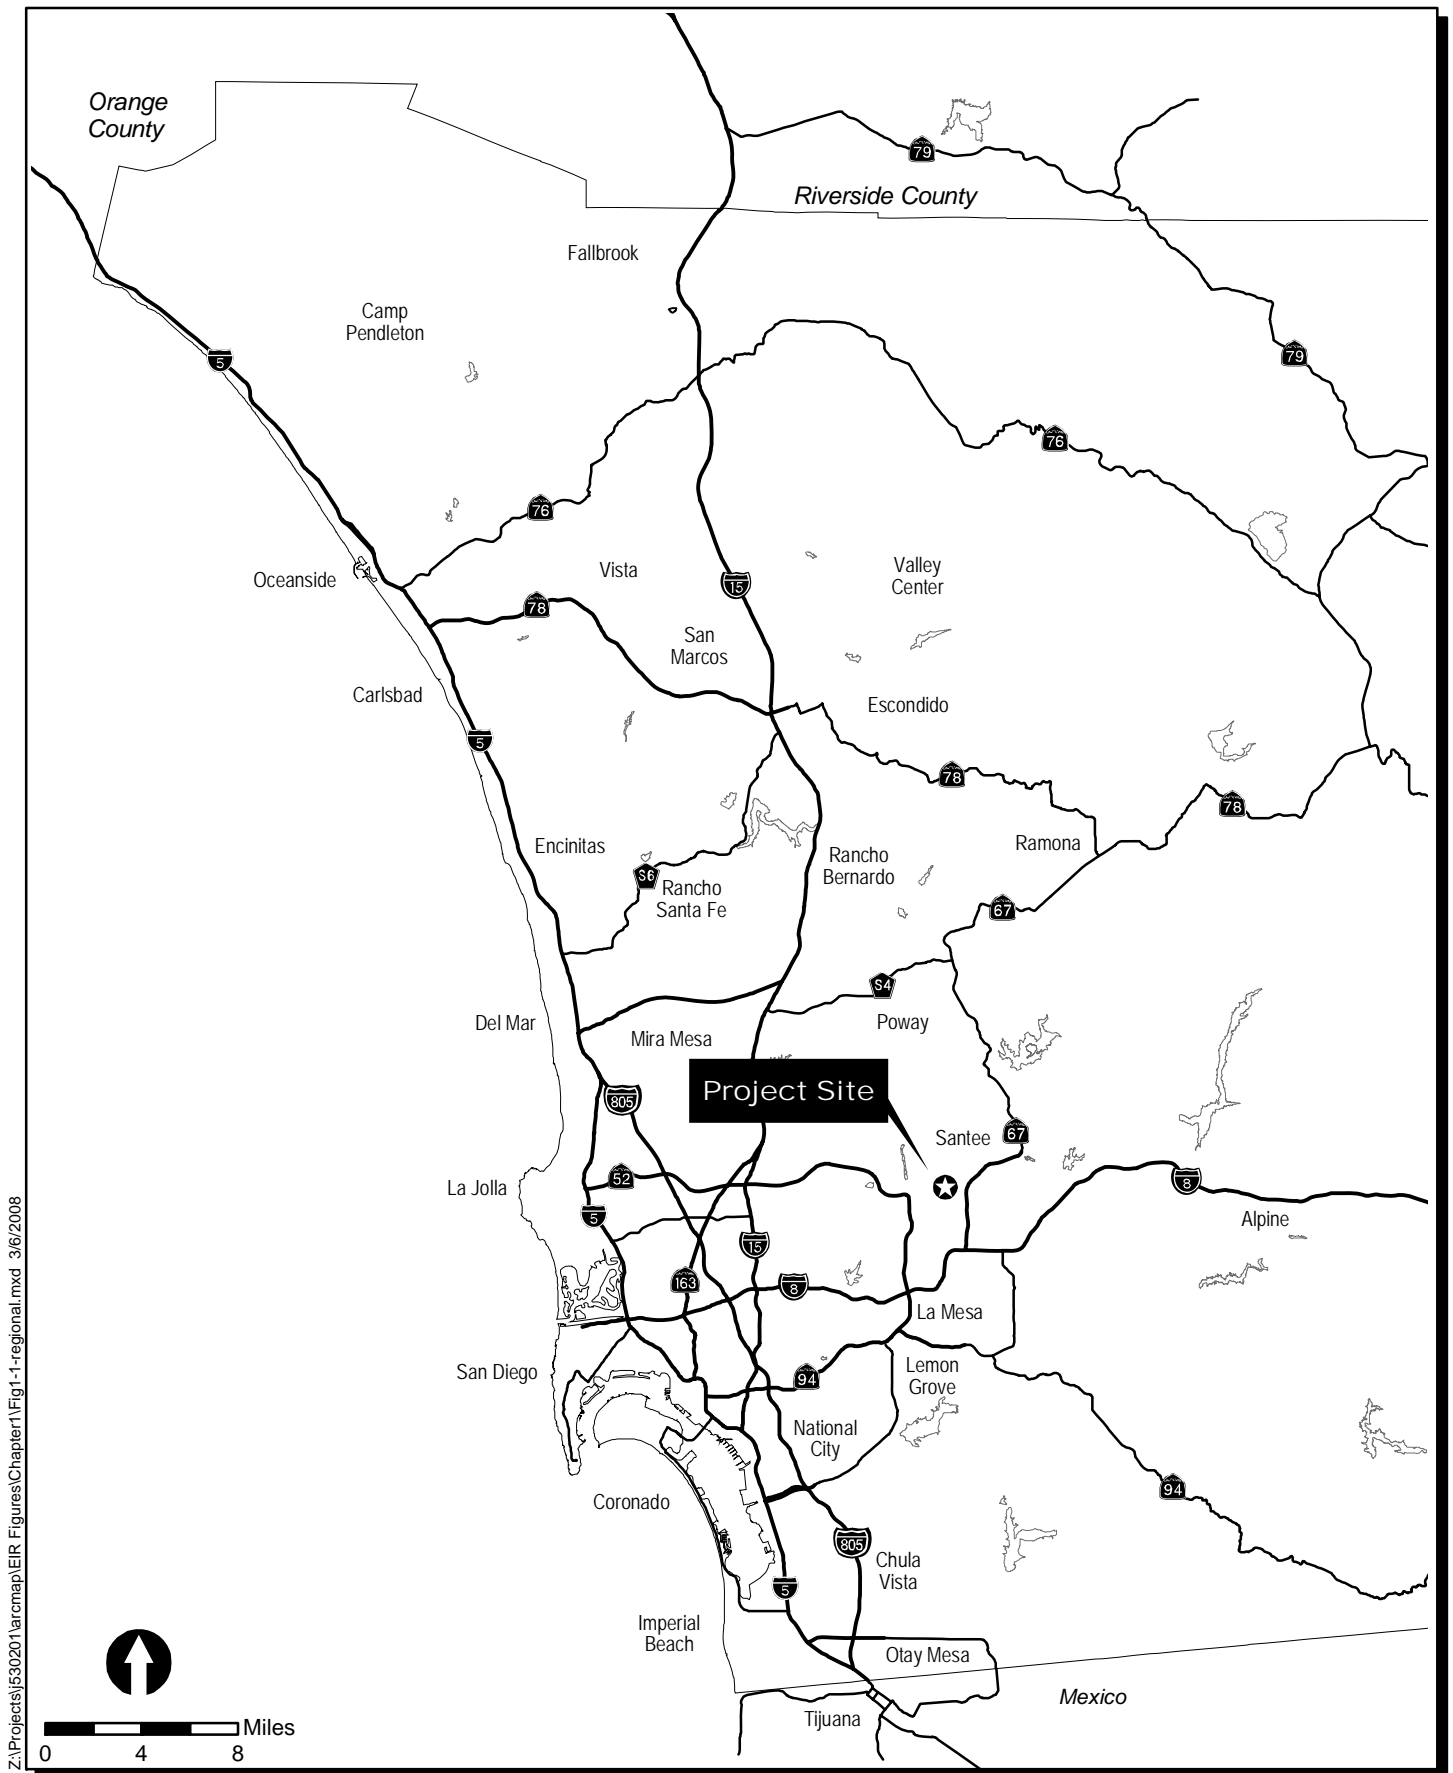 Orange
County
79
Riverside County
Fallbrook
Camp
Pendleton
5
79
76
76
Oceanside
Vista
Valley
Center
15
78
San
Marcos
Carlsbad
Escondido
5
78
78
Encinitas
Ramona
Rancho
Bernardo
S6
Rancho
Santa Fe
67
S4
Del Mar
Poway
Mira Mesa
Project Site
805
Santee
67
52
La Jolla
8
5
Alpine
15
163
8
La Mesa
San Diego
94
Lemon
Grove
National
City
94
Coronado
805
Chula
Vista
5
Imperial
Beach
Otay Mesa
Mexico
Tijuana
Miles
0 4 8
Z:\Projects\j530201\arcmap\EIR Figures\Chapter1\Fig1-1-regional.mxd 3/6/2008